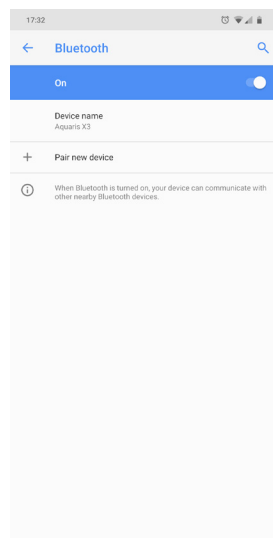 17:32
Bluetooth
On
Device name
Aquaris X3
Pair new device
When Bluetooth is turned on, your device can communicate with
other nearby Bluetooth devices.